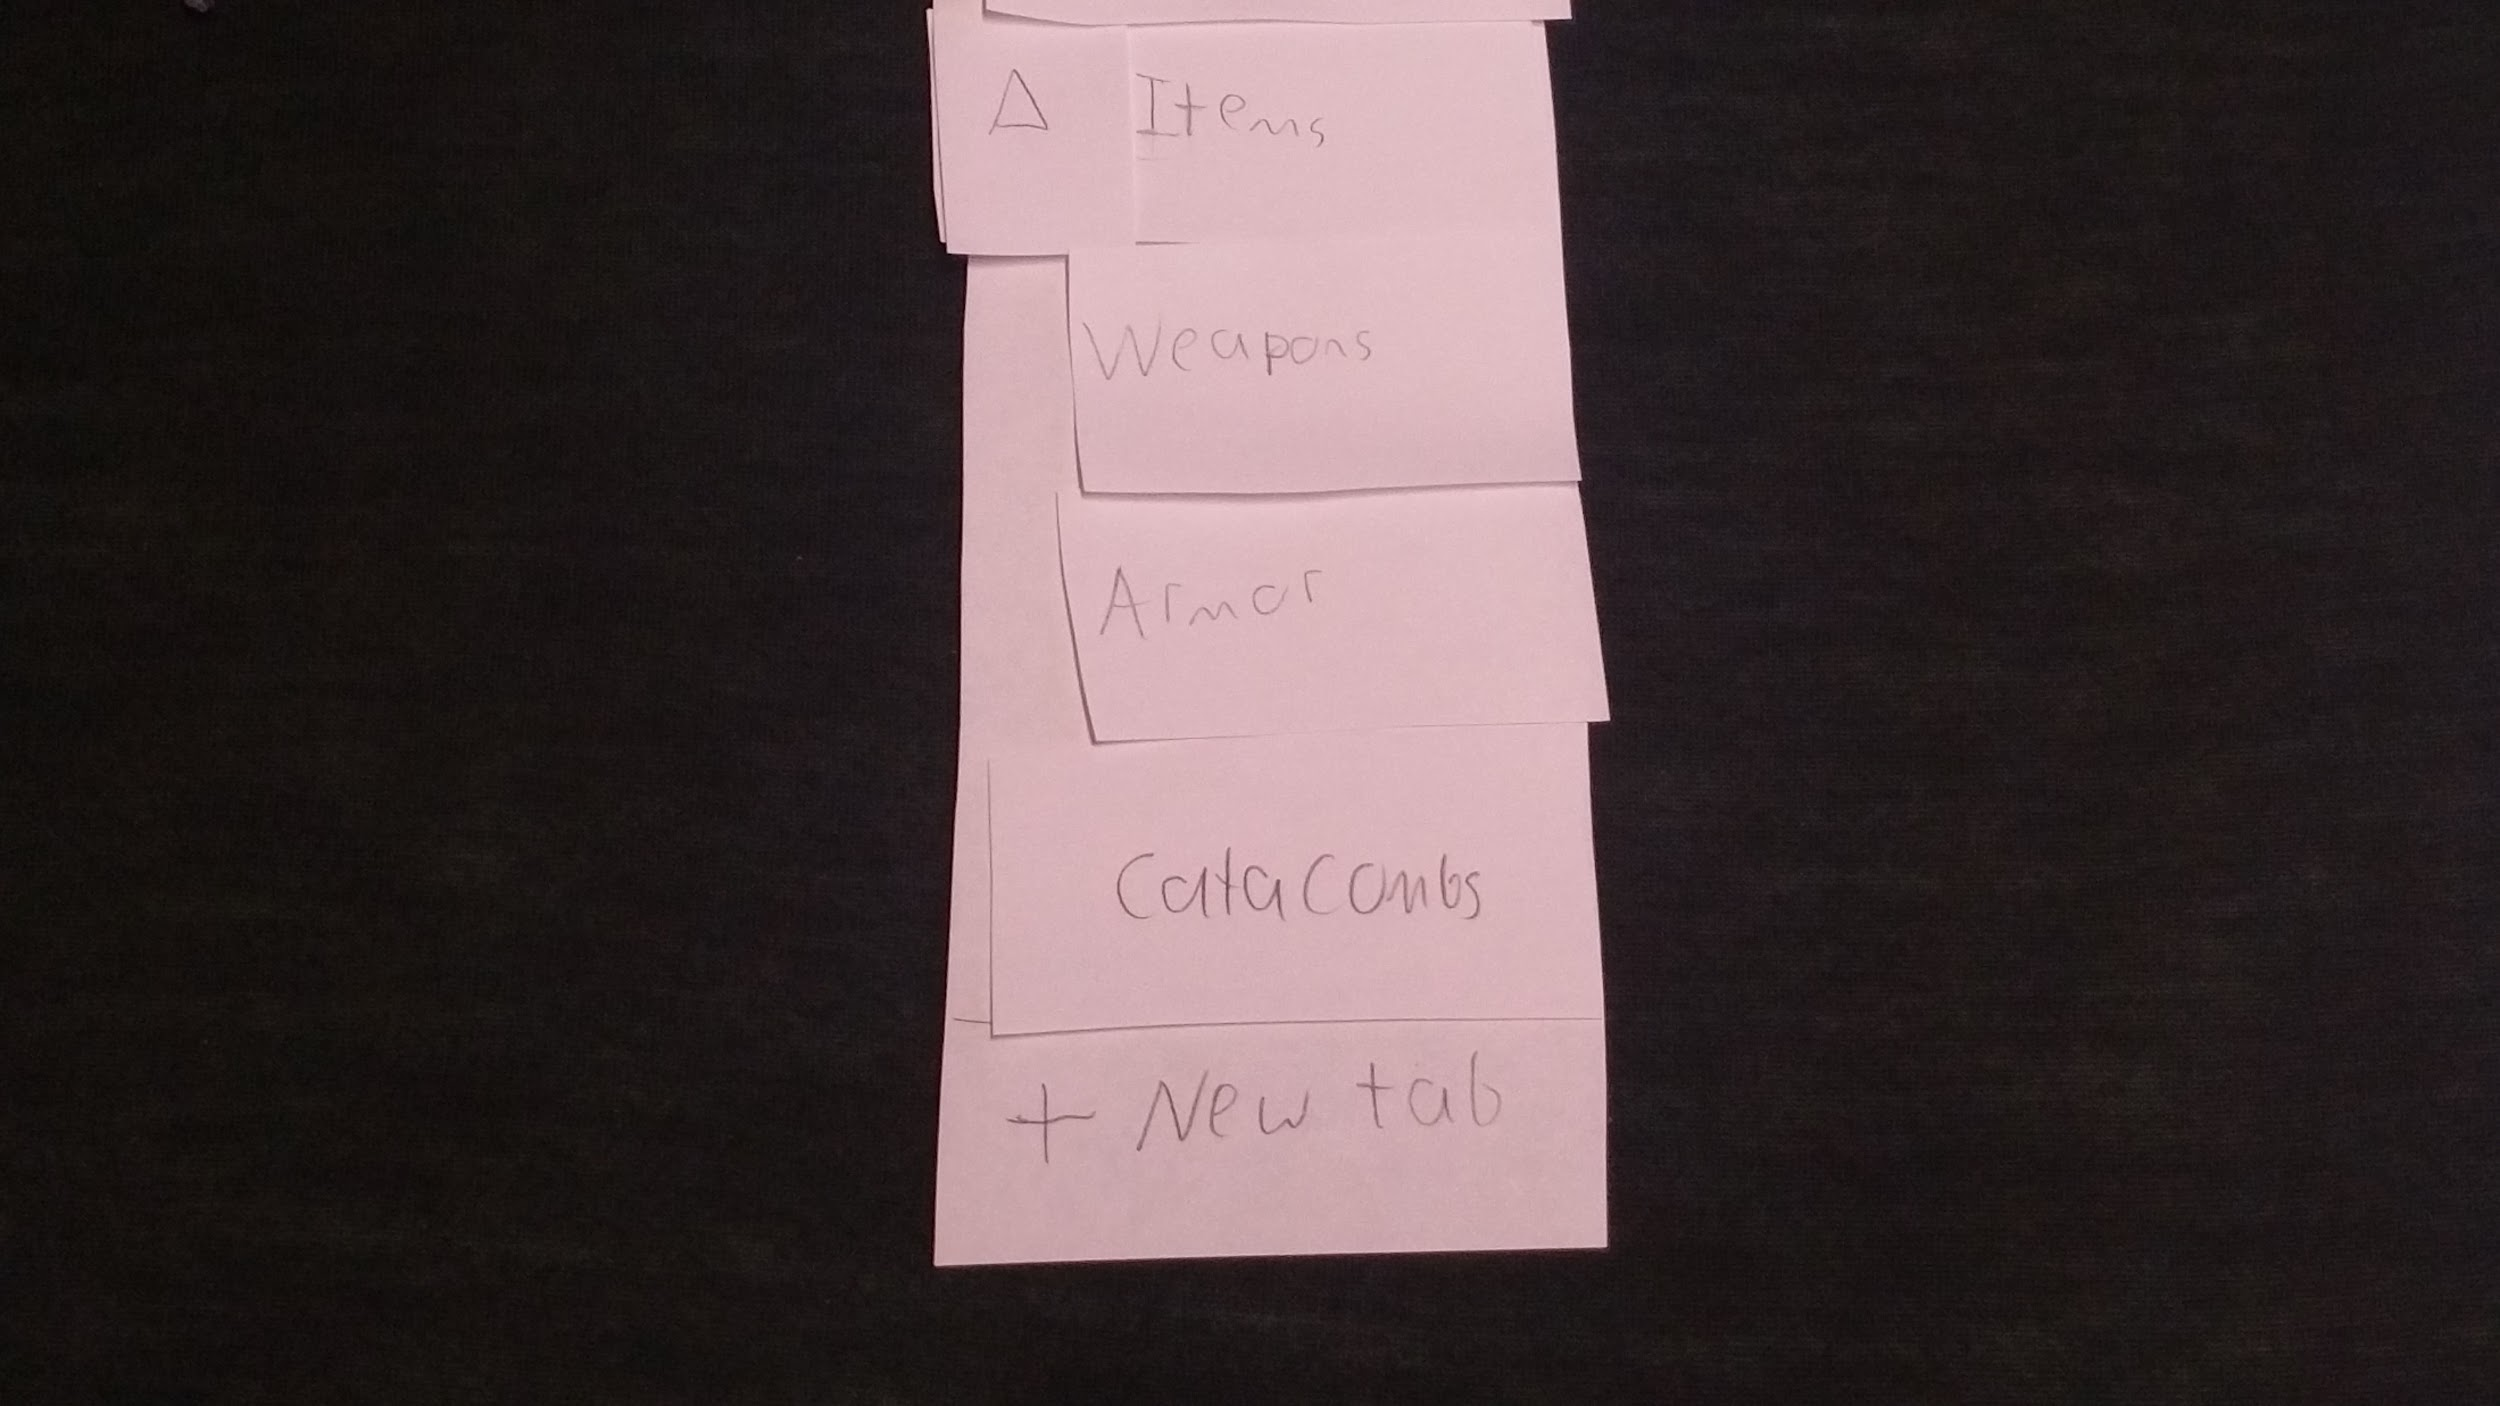 Δ Items
Weapons
Armor
Catacombs
+ New tab